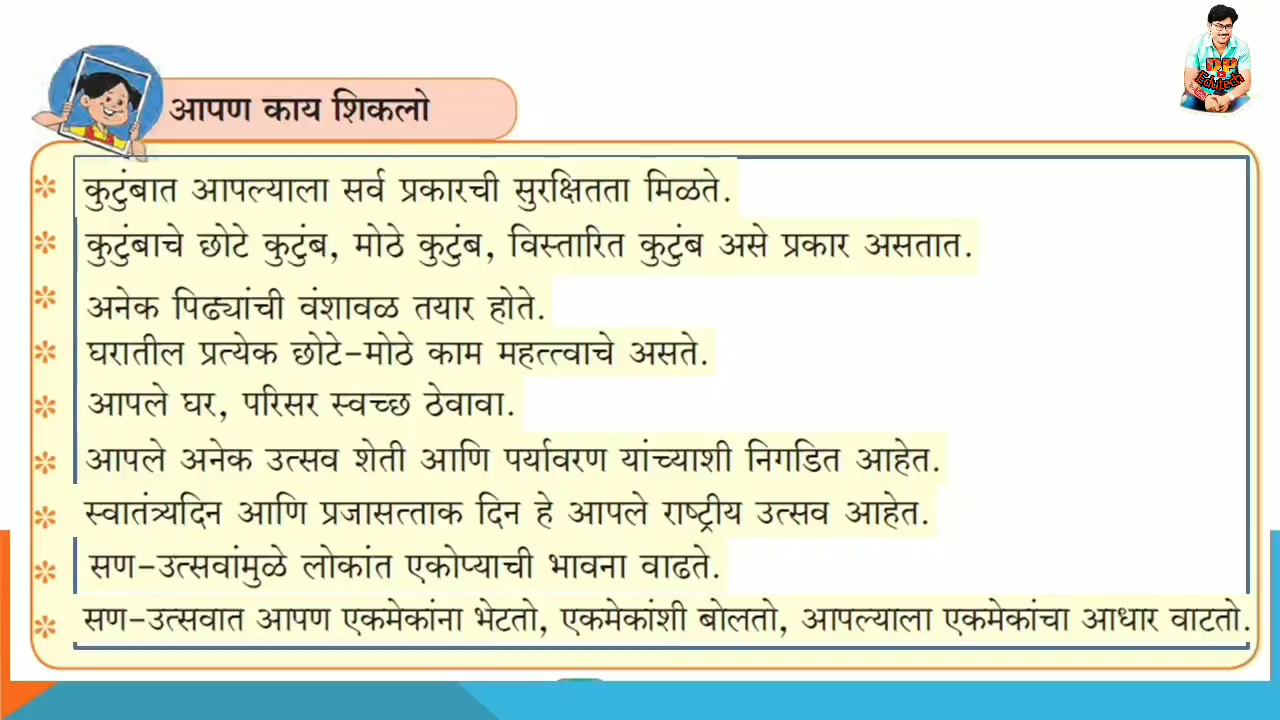 आपण काय शिकलो
* कुटुंबात आपल्याला सर्व प्रकारची सुरक्षितता मिळते.
* कुटुंबाचे छोटे कुटुंब, मोठे कुटुंब, विस्तारित कुटुंब असे प्रकार असतात.
* अनेक पिढ्यांची वंशावळ तयार होते.
* घरातील प्रत्येक छोटे-मोठे काम महत्त्वाचे असते.
* आपले घर, परिसर स्वच्छ ठेवावा.
* आपले अनेक उत्सव शेती आणि पर्यावरण यांच्याशी निगडित आहेत.
* स्वातंत्र्यदिन आणि प्रजासत्ताक दिन हे आपले राष्ट्रीय उत्सव आहेत.
* सण-उत्सवांमुळे लोकांत एकोप्याची भावना वाढते.
* सण-उत्सवात आपण एकमेकांना भेटतो, एकमेकांशी बोलतो, आपल्याला एकमेकांचा आधार वाटतो.
Edutech